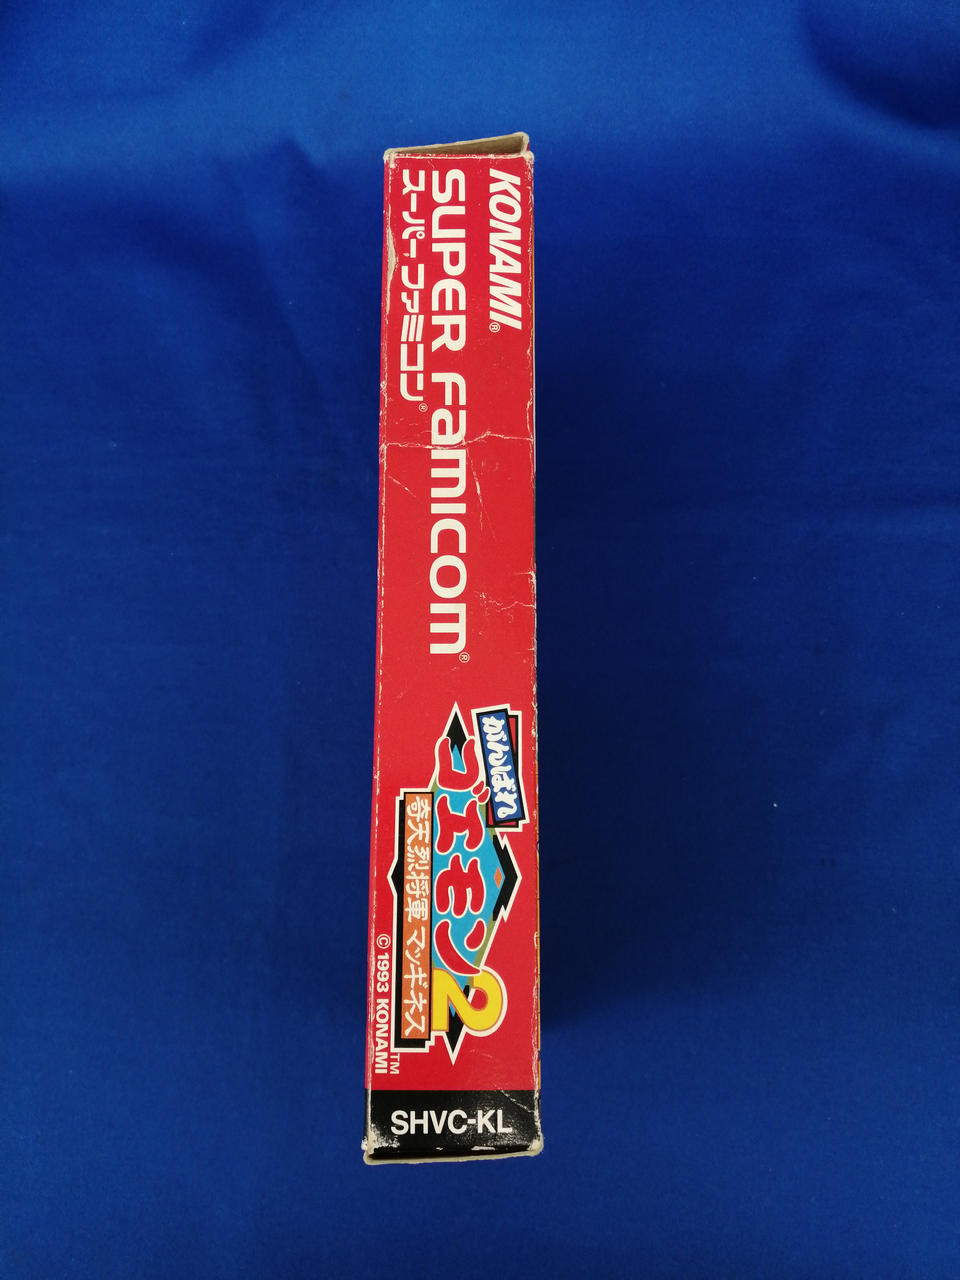 KONAMI®
SUPER FAMICOM®
スーパーファミコン®
がんばれ
ゴエモン2
奇天烈将軍マッギネス
TM
© 1993 KONAMI
SHVC-KL